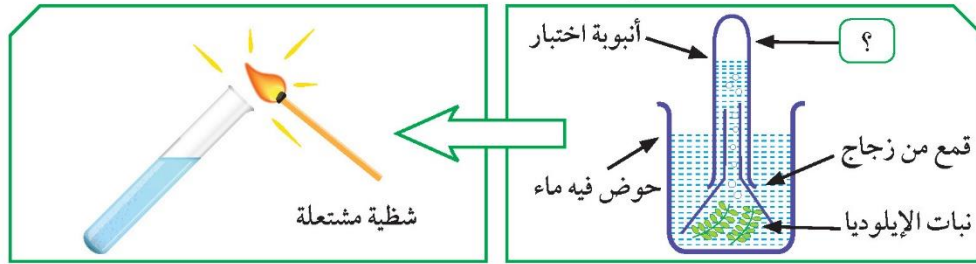 ؟
أنبوبة اختبار
قمع من زجاج
حوض فيه ماء
نبات الإيلوديا
شظية مشتعلة